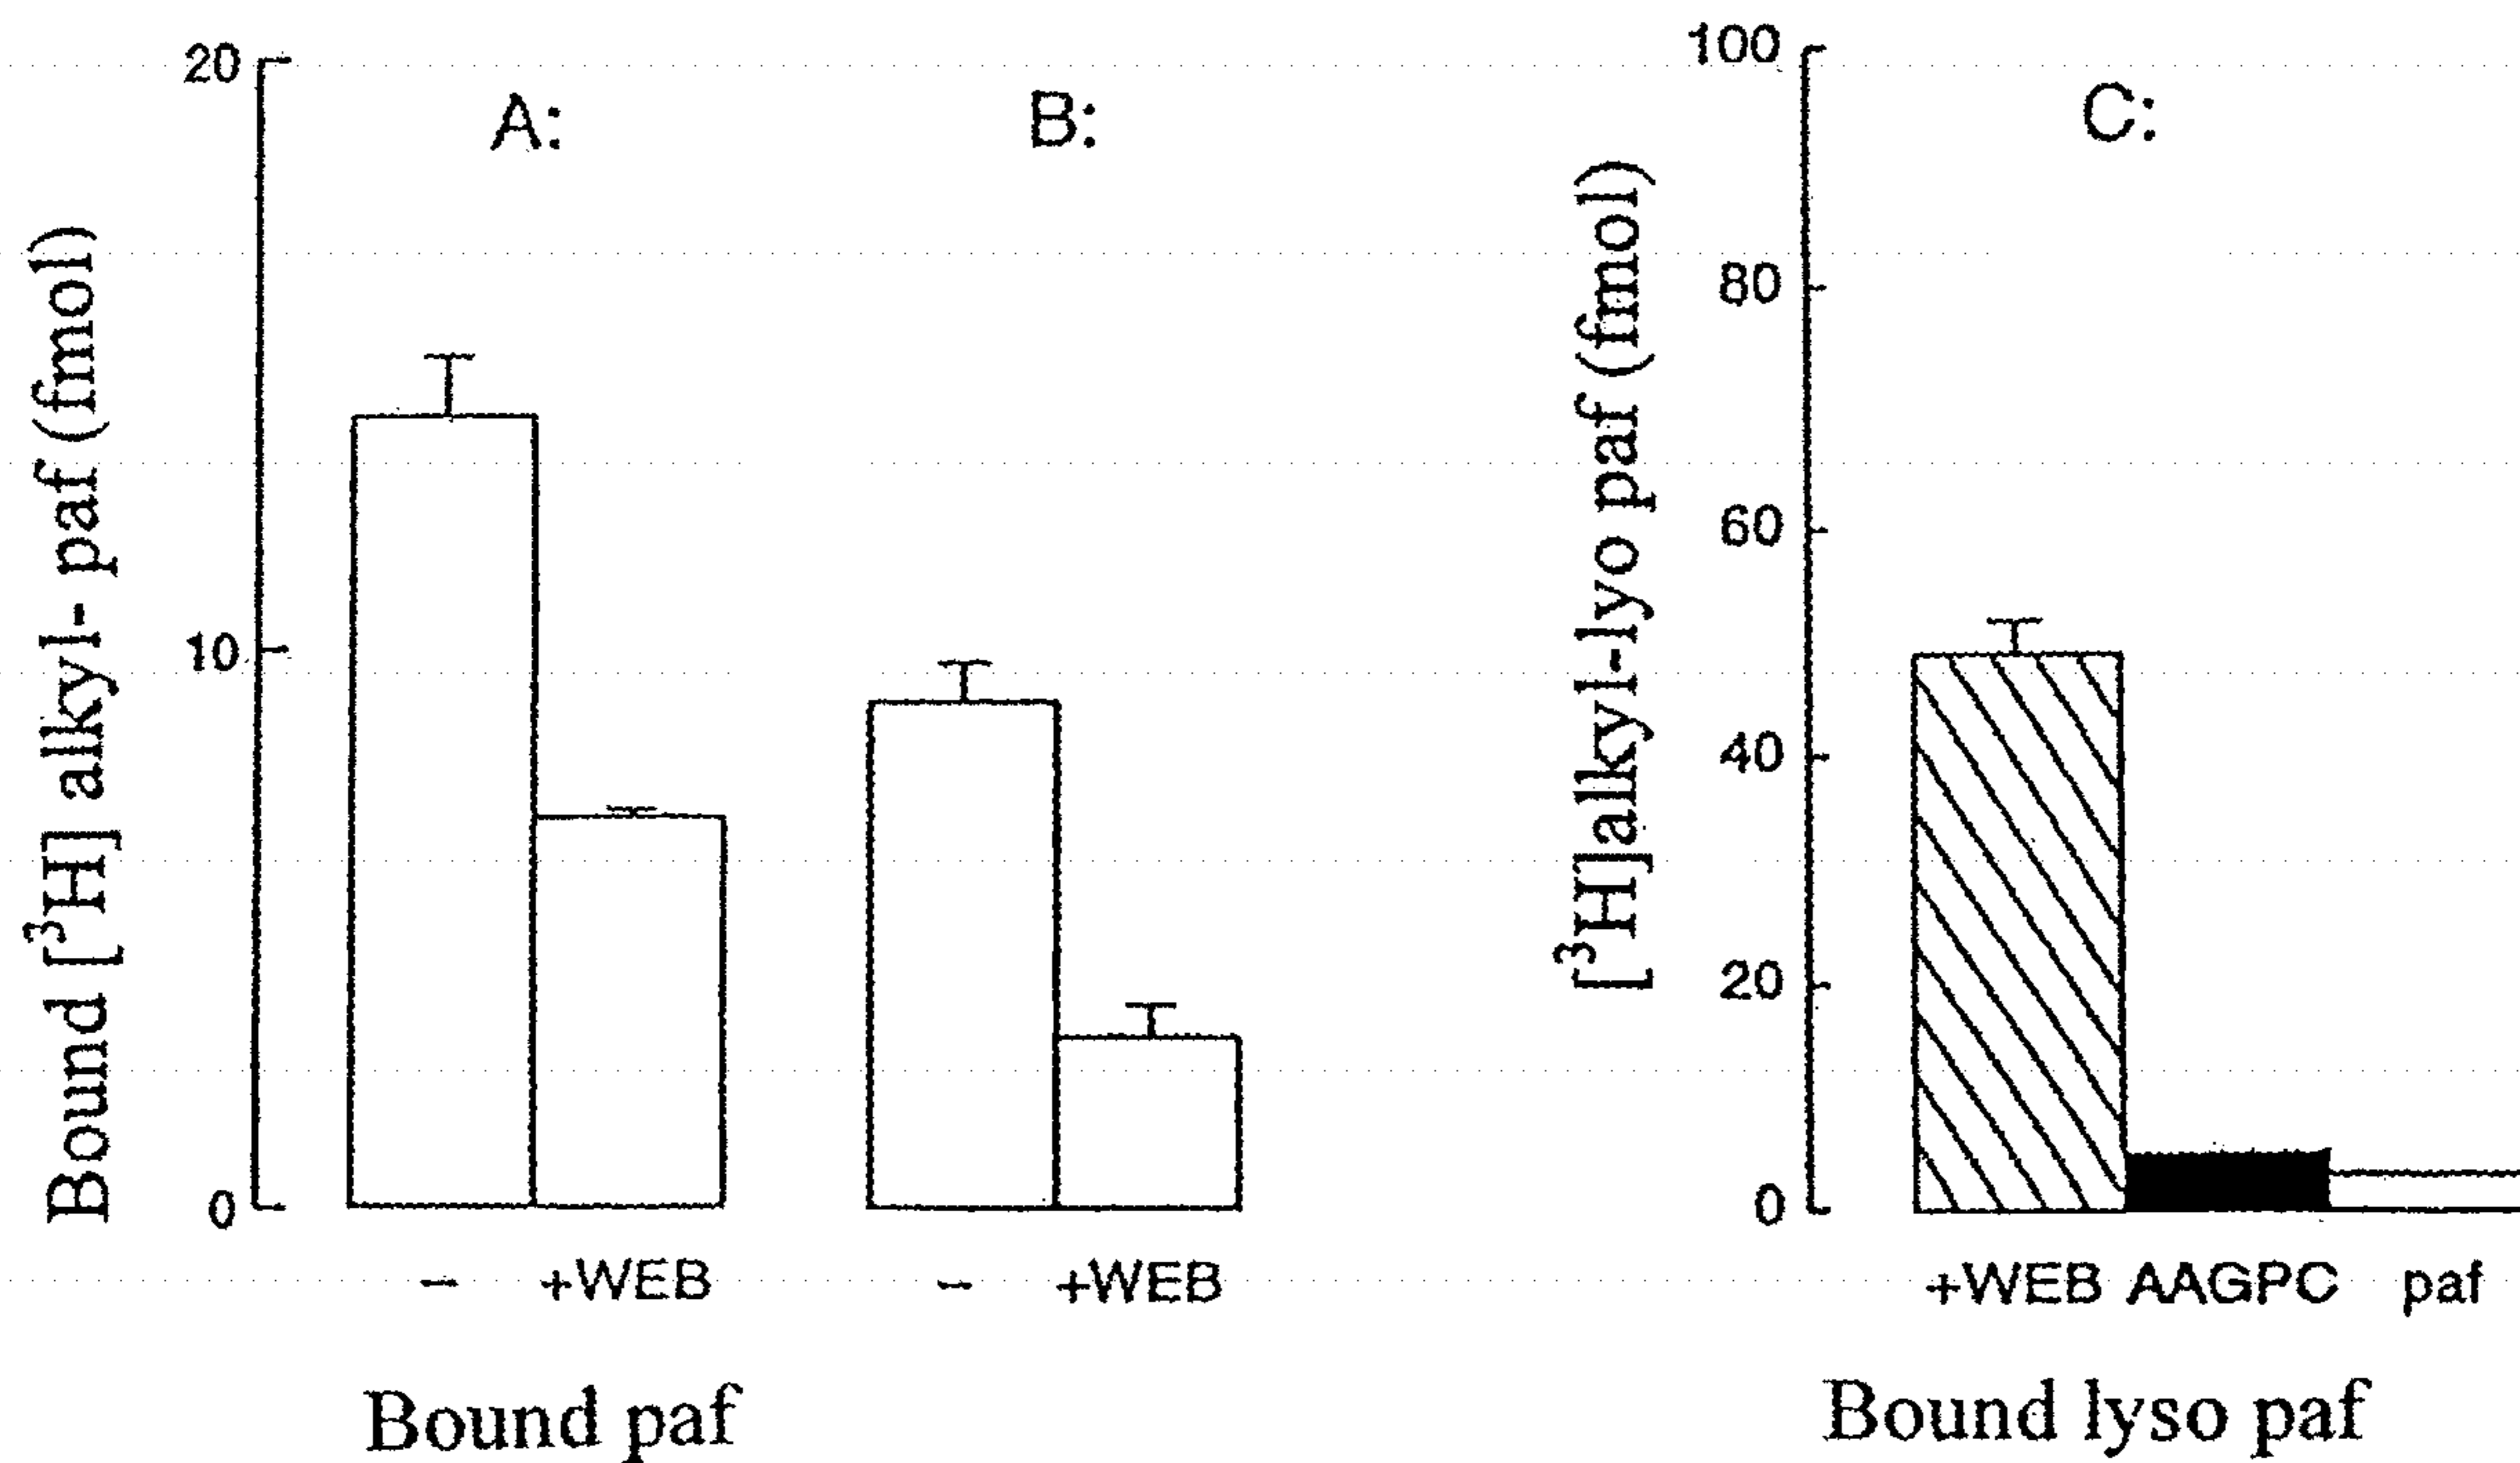 Bound [³H] alkyl- paf (fmol)
20
10
0
A:
B:
–
+WEB
–
+WEB
Bound paf
[³H]alkyl-lyo paf (fmol)
100
80
60
40
20
0
C:
+WEB AAGPC paf
Bound lyso paf